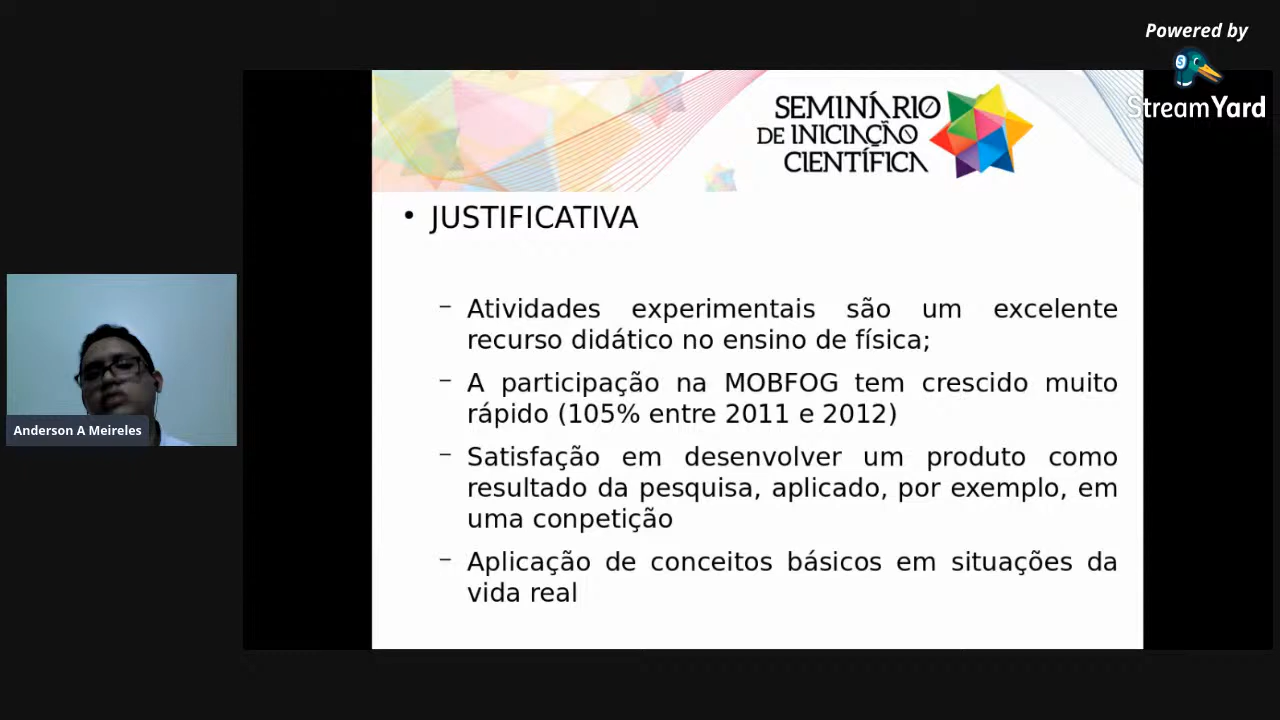 Powered by
StreamYard
SEMINÁRIO
DE INICIAÇÃO
CIENTÍFICA
• JUSTIFICATIVA
– Atividades experimentais são um excelente
recurso didático no ensino de física;
– A participação na MOBFOG tem crescido muito
rápido (105% entre 2011 e 2012)
– Satisfação em desenvolver um produto como
resultado da pesquisa, aplicado, por exemplo, em
uma conpetição
– Aplicação de conceitos básicos em situações da
vida real
Anderson A Meireles